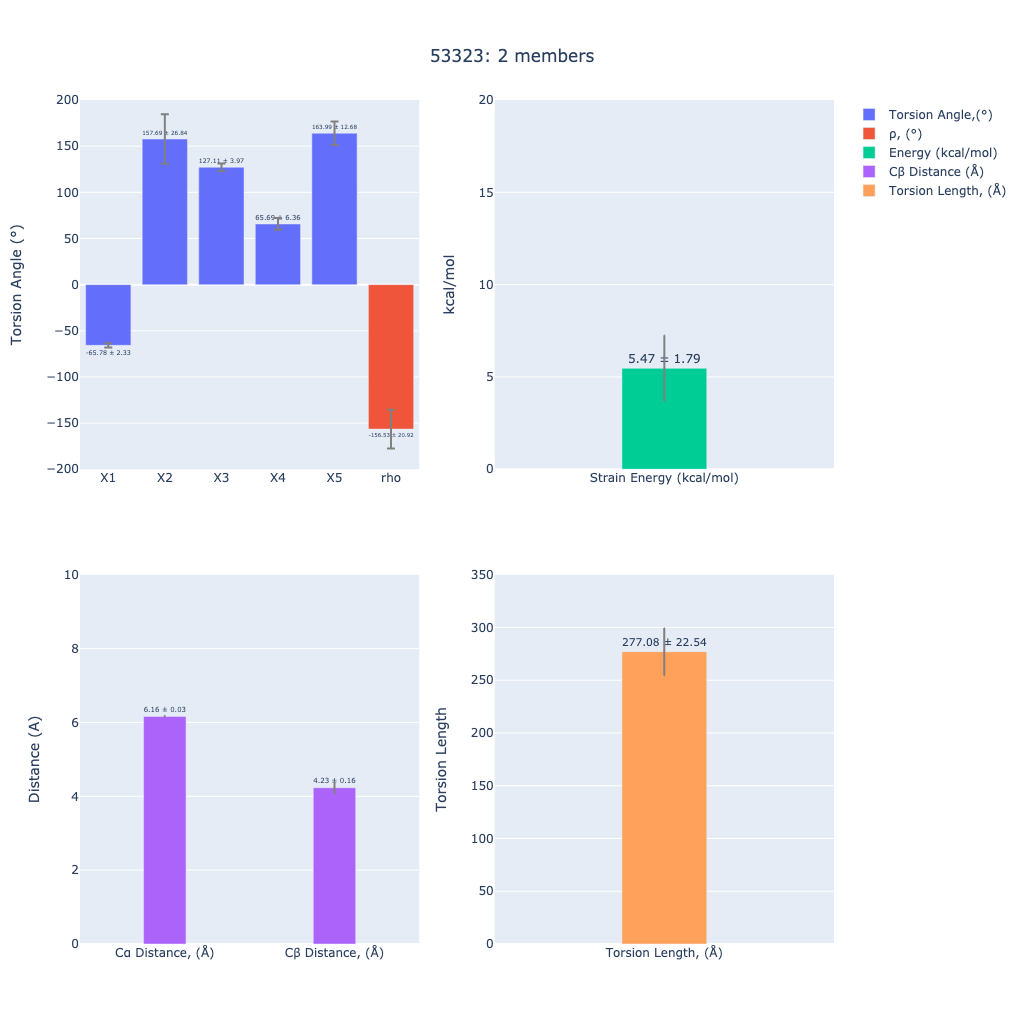 53323: 2 members
Torsion Angle (°)
200
150
100
50
0
−50
−100
−150
−200
-65.78 ± 2.33
157.69 ± 26.84
127.11 ± 3.97
65.69 ± 6.36
163.99 ± 12.68
-156.53 ± 20.92
X1 X2 X3 X4 X5 rho
kcal/mol
20
15
10
5
0
5.47 ± 1.79
Strain Energy (kcal/mol)
Torsion Angle,(°)
ρ, (°)
Energy (kcal/mol)
Cβ Distance (Å)
Torsion Length, (Å)
Distance (A)
10
8
6
4
2
0
6.16 ± 0.03
4.23 ± 0.16
Cα Distance, (Å) Cβ Distance, (Å)
Torsion Length
350
300
250
200
150
100
50
0
277.08 ± 22.54
Torsion Length, (Å)